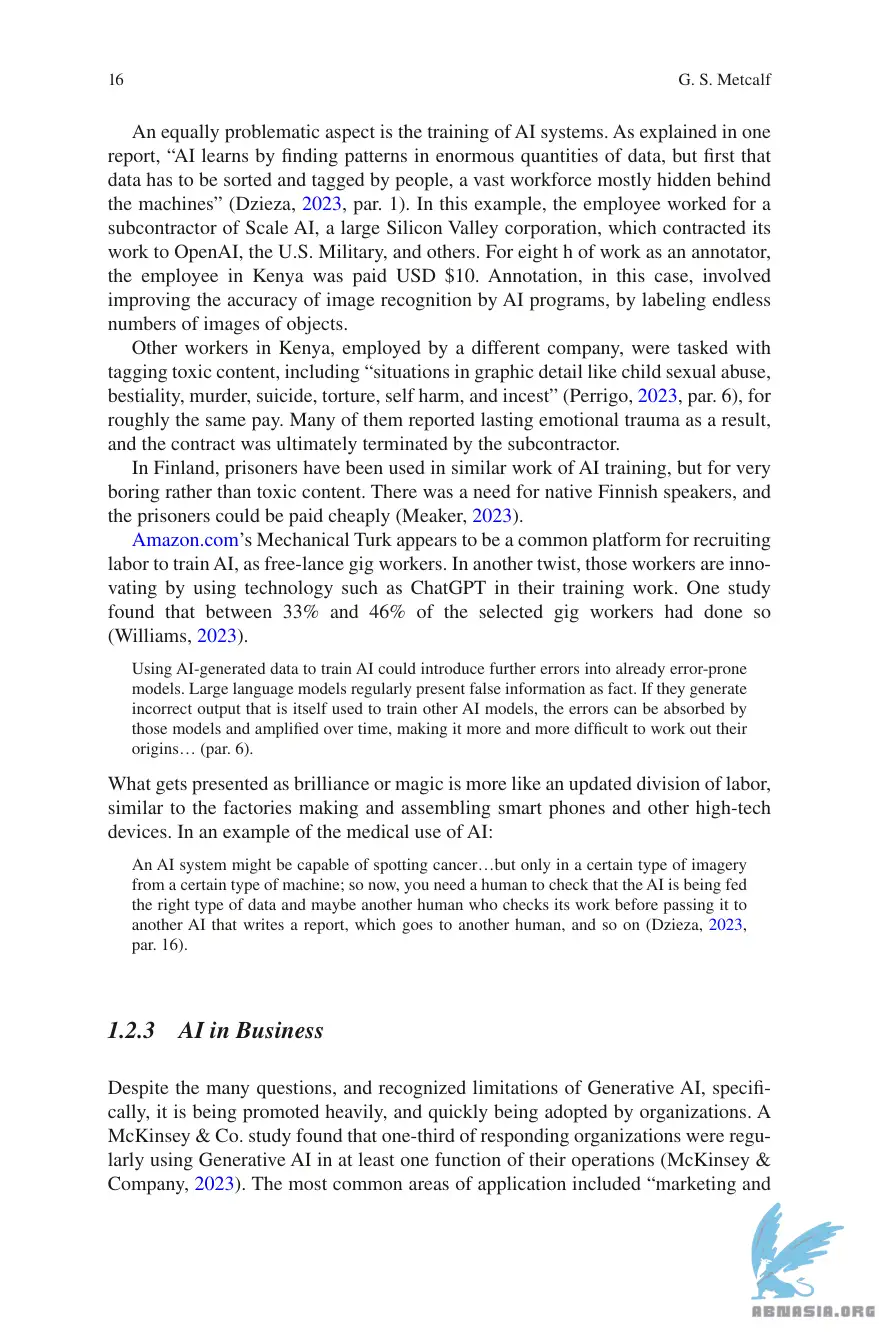 16
G. S. Metcalf
An equally problematic aspect is the training of AI systems. As explained in one
report, “AI learns by finding patterns in enormous quantities of data, but first that
data has to be sorted and tagged by people, a vast workforce mostly hidden behind
the machines” (Dzieza, 2023, par. 1). In this example, the employee worked for a
subcontractor of Scale AI, a large Silicon Valley corporation, which contracted its
work to OpenAI, the U.S. Military, and others. For eight h of work as an annotator,
the employee in Kenya was paid USD $10. Annotation, in this case, involved
improving the accuracy of image recognition by AI programs, by labeling endless
numbers of images of objects.
Other workers in Kenya, employed by a different company, were tasked with
tagging toxic content, including “situations in graphic detail like child sexual abuse,
bestiality, murder, suicide, torture, self harm, and incest” (Perrigo, 2023, par. 6), for
roughly the same pay. Many of them reported lasting emotional trauma as a result,
and the contract was ultimately terminated by the subcontractor.
In Finland, prisoners have been used in similar work of AI training, but for very
boring rather than toxic content. There was a need for native Finnish speakers, and
the prisoners could be paid cheaply (Meaker, 2023).
Amazon.com’s Mechanical Turk appears to be a common platform for recruiting
labor to train AI, as free-lance gig workers. In another twist, those workers are inno-
vating by using technology such as ChatGPT in their training work. One study
found that between 33% and 46% of the selected gig workers had done so
(Williams, 2023).
Using AI-generated data to train AI could introduce further errors into already error-prone
models. Large language models regularly present false information as fact. If they generate
incorrect output that is itself used to train other AI models, the errors can be absorbed by
those models and amplified over time, making it more and more difficult to work out their
origins… (par. 6).
What gets presented as brilliance or magic is more like an updated division of labor,
similar to the factories making and assembling smart phones and other high-tech
devices. In an example of the medical use of AI:
An AI system might be capable of spotting cancer…but only in a certain type of imagery
from a certain type of machine; so now, you need a human to check that the AI is being fed
the right type of data and maybe another human who checks its work before passing it to
another AI that writes a report, which goes to another human, and so on (Dzieza, 2023,
par. 16).
1.2.3 AI in Business
Despite the many questions, and recognized limitations of Generative AI, specifi-
cally, it is being promoted heavily, and quickly being adopted by organizations. A
McKinsey & Co. study found that one-third of responding organizations were regu-
larly using Generative AI in at least one function of their operations (McKinsey &
Company, 2023). The most common areas of application included “marketing and
ABNASIA.ORG